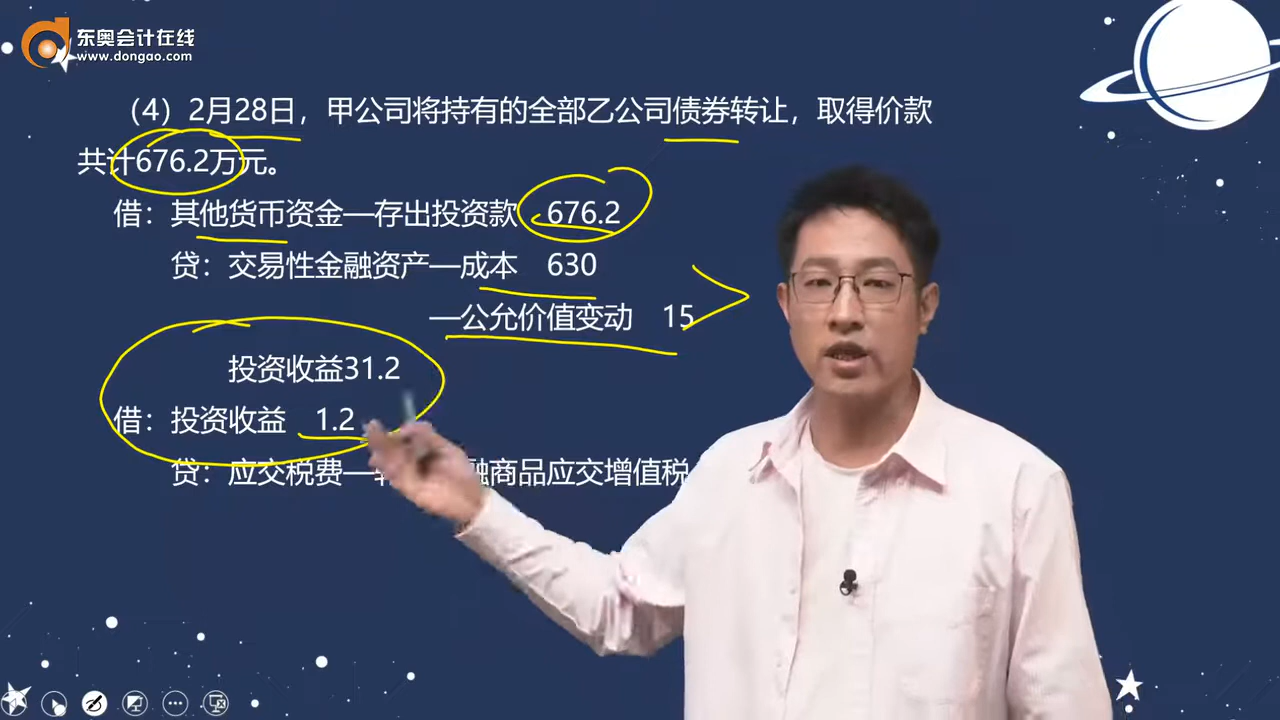 东奥会计在线
www.dongao.com
（4）2月28日，甲公司将持有的全部乙公司债券转让，取得价款
共计676.2万元。
借：其他货币资金—存出投资款 676.2
贷：交易性金融资产—成本 630
—公允价值变动 15
投资收益31.2
借：投资收益 1.2
贷：应交税费—转 融商品应交增值税